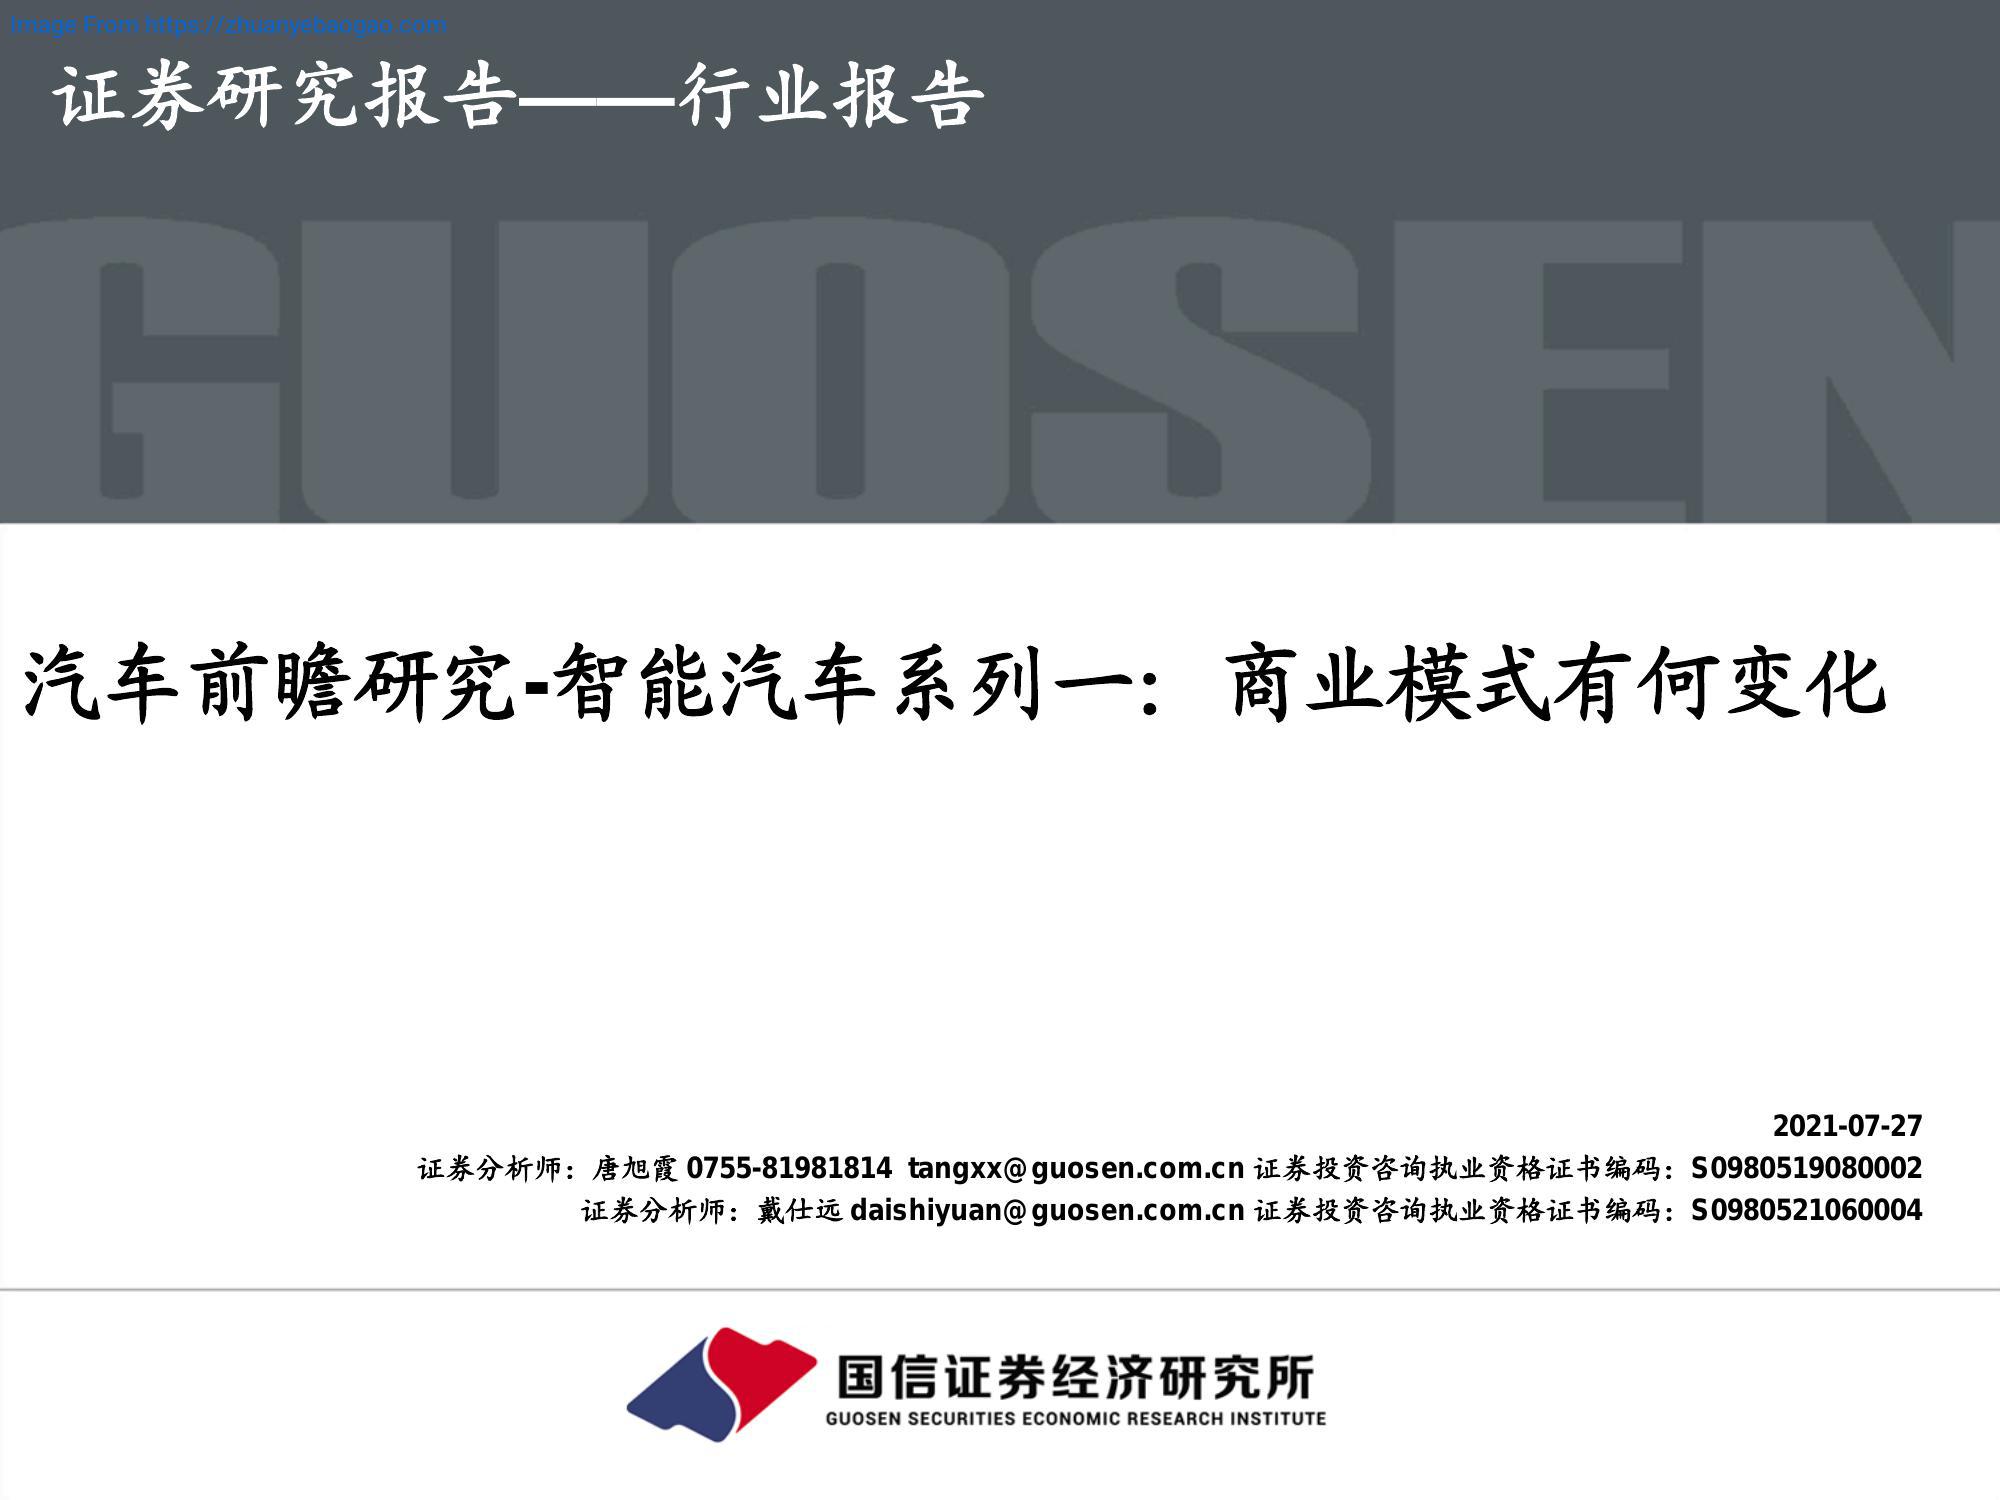 Image From https://zhuanyebaogao.com
证券研究报告——行业报告
GUOSEN
汽车前瞻研究-智能汽车系列一：商业模式有何变化
2021-07-27
证券分析师：唐旭霞 0755-81981814 tangxx@guosen.com.cn 证券投资咨询执业资格证书编码：S0980519080002
证券分析师：戴仕远 daishiyuan@guosen.com.cn 证券投资咨询执业资格证书编码：S0980521060004
国信证券经济研究所
GUOSEN SECURITIES ECONOMIC RESEARCH INSTITUTE